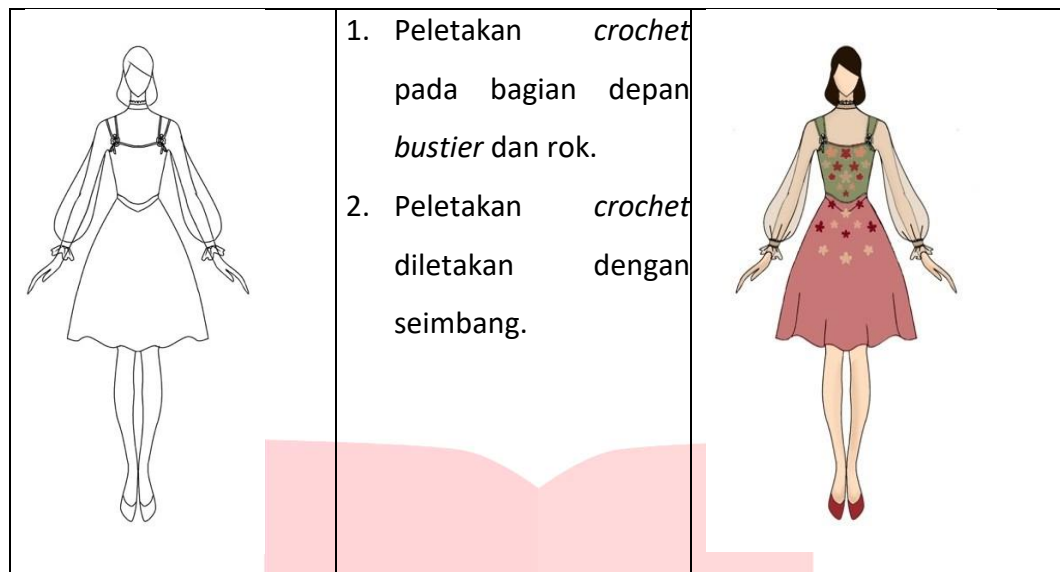 1. Peletakan crochet
pada bagian depan
bustier dan rok.
2. Peletakan crochet
diletakan dengan
seimbang.